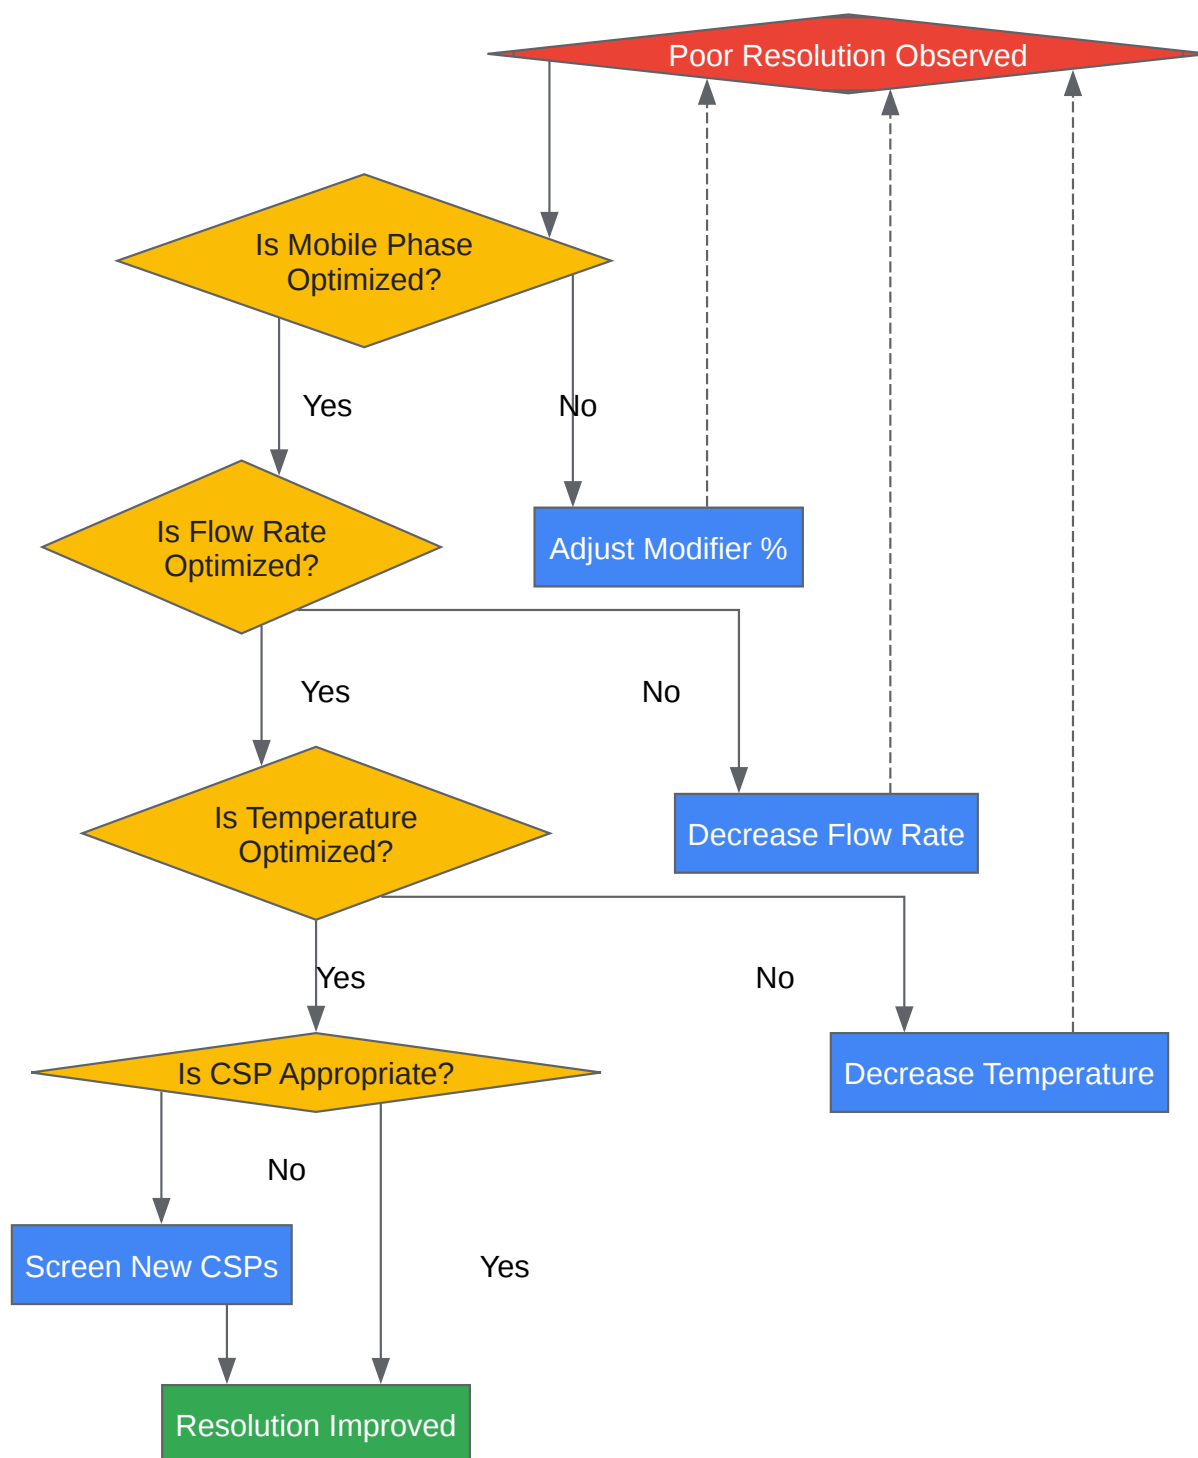 Poor Resolution Observed
Is Mobile Phase
Optimized?
Yes
No
Is Flow Rate
Optimized?
Adjust Modifier %
Yes
No
Is Temperature
Optimized?
Decrease Flow Rate
Yes
No
Is CSP Appropriate?
Decrease Temperature
No
Screen New CSPs
Yes
Resolution Improved